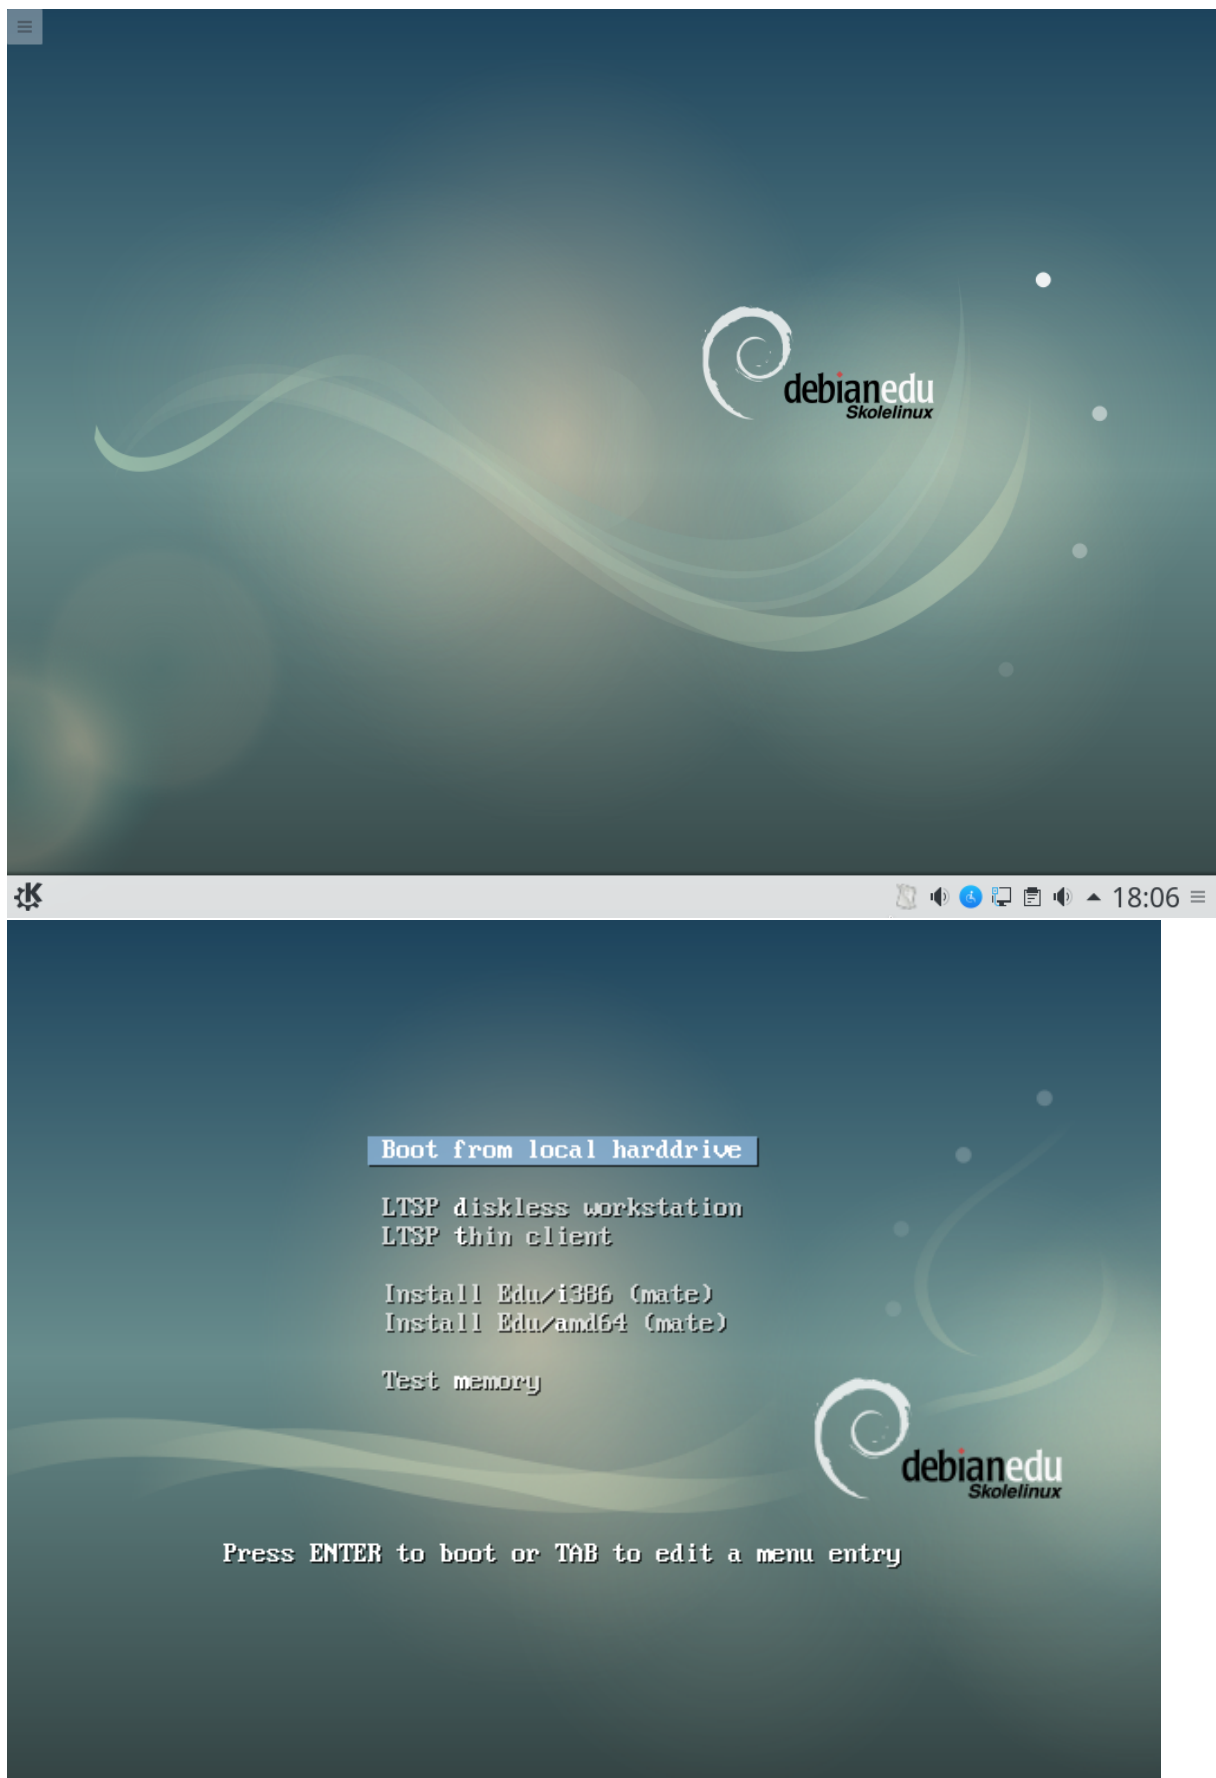 debianedu
Skolelinux
18:06
Boot from local harddrive
LTSP diskless workstation
LTSP thin client
Install Edu/i386 (mate)
Install Edu/amd64 (mate)
Test memory
debianedu
Skolelinux
Press ENTER to boot or TAB to edit a menu entry